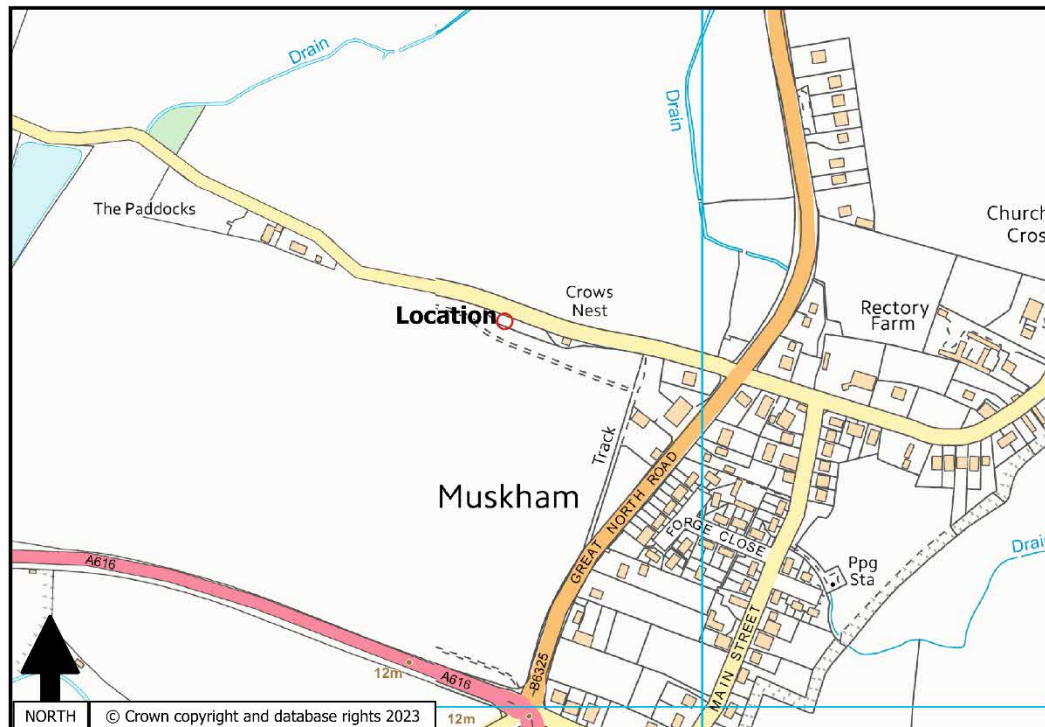 Drain
Drain
The Paddocks
Church
Cros
Crows
Nest
Location
Rectory
Farm
Track
Muskham
GREAT NORTH ROAD
FORGE CLOSE
A616
Ppg
Sta
Drain
MAIN STREET
12m
A616
B6325
12m
NORTH
© Crown copyright and database rights 2023